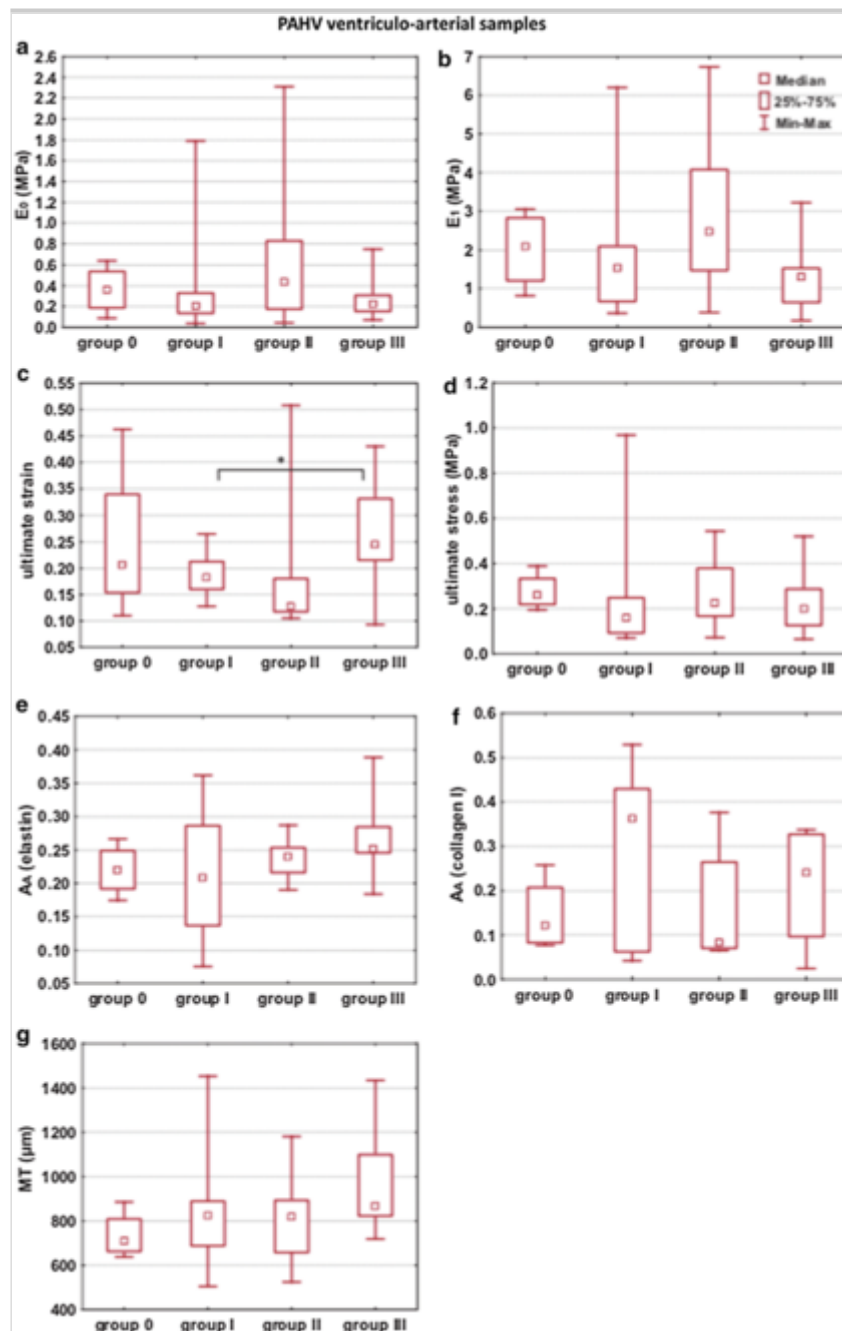 PAHV ventriculo-arterial samples
a
E₀ (MPa)
2.6
2.4
2.2
2.0
1.8
1.6
1.4
1.2
1.0
0.8
0.6
0.4
0.2
0.0
group 0 group I group II group III
b
E₁ (MPa)
7
6
5
4
3
2
1
0
Median
25%-75%
Min-Max
group 0 group I group II group III
c
ultimate strain
0.55
0.50
0.45
0.40
0.35
0.30
0.25
0.20
0.15
0.10
0.05
*
group 0 group I group II group III
d
ultimate stress (MPa)
1.2
1.0
0.8
0.6
0.4
0.2
0.0
group 0 group I group II group III
e
Aᴀ (elastin)
0.45
0.40
0.35
0.30
0.25
0.20
0.15
0.10
0.05
group 0 group I group II group III
f
Aᴀ (collagen I)
0.6
0.5
0.4
0.3
0.2
0.1
0.0
group 0 group I group II group III
g
MT (µm)
1600
1400
1200
1000
800
600
400
group 0 group I group II group III